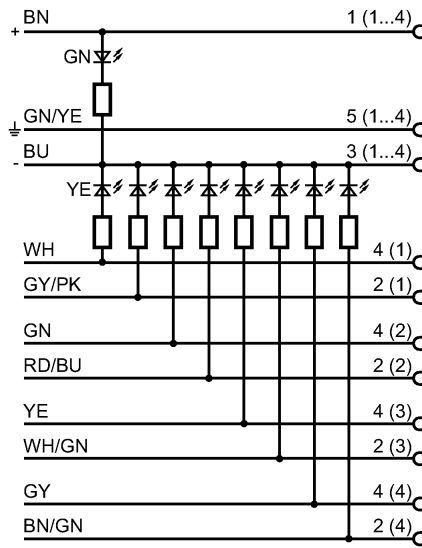 BN 1 (1...4)
+
GN
GN/YE 5 (1...4)
BU 3 (1...4)
-
YE
WH 4 (1)
GY/PK 2 (1)
GN 4 (2)
RD/BU 2 (2)
YE 4 (3)
WH/GN 2 (3)
GY 4 (4)
BN/GN 2 (4)